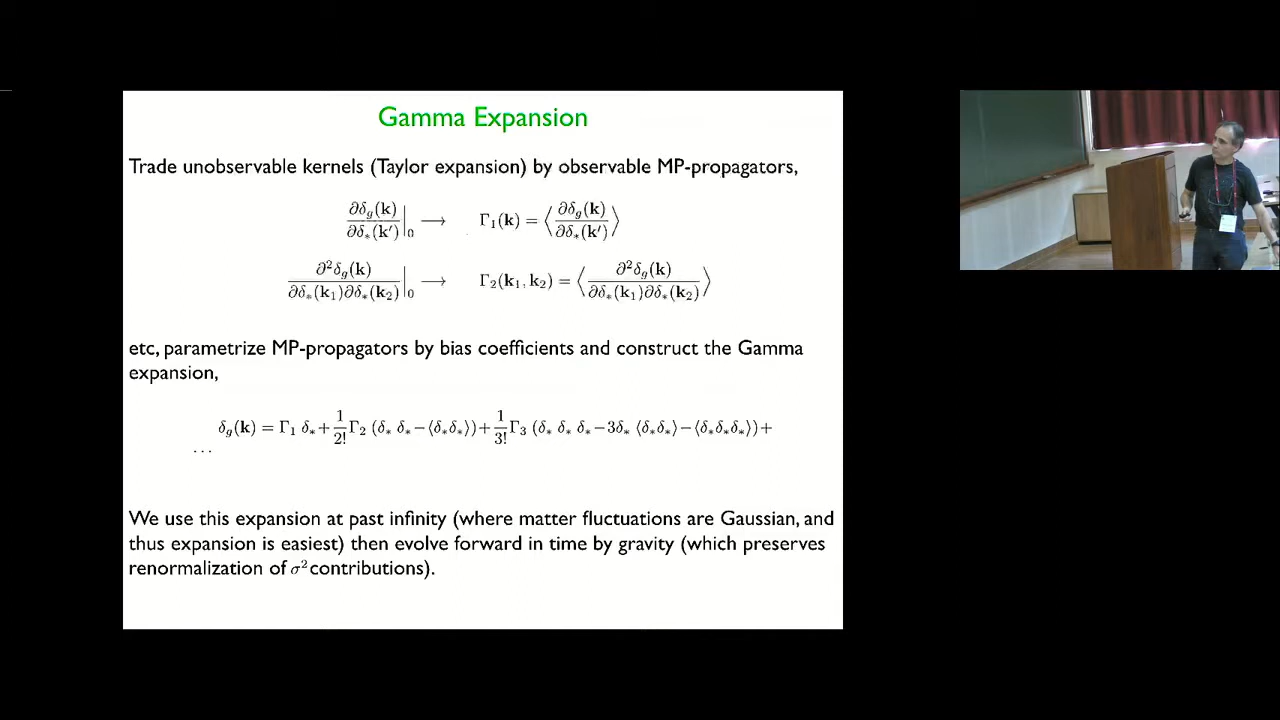 Gamma Expansion
Trade unobservable kernels (Taylor expansion) by observable MP-propagators,
∂δ_g(𝐤)/∂δ_*(𝐤′)|_0 ⟶ Γ_1(𝐤) = ⟨∂δ_g(𝐤)/∂δ_*(𝐤′)⟩
∂²δ_g(𝐤)/∂δ_*(𝐤_1)∂δ_*(𝐤_2)|_0 ⟶ Γ_2(𝐤_1, 𝐤_2) = ⟨∂²δ_g(𝐤)/∂δ_*(𝐤_1)∂δ_*(𝐤_2)⟩
etc, parametrize MP-propagators by bias coefficients and construct the Gamma
expansion,
δ_g(𝐤) = Γ_1 δ_* + 1/2! Γ_2 (δ_* δ_* − ⟨δ_*δ_*⟩) + 1/3! Γ_3 (δ_* δ_* δ_* − 3δ_* ⟨δ_*δ_*⟩ − ⟨δ_*δ_*δ_*⟩) +
...
We use this expansion at past infinity (where matter fluctuations are Gaussian, and
thus expansion is easiest) then evolve forward in time by gravity (which preserves
renormalization of σ² contributions).